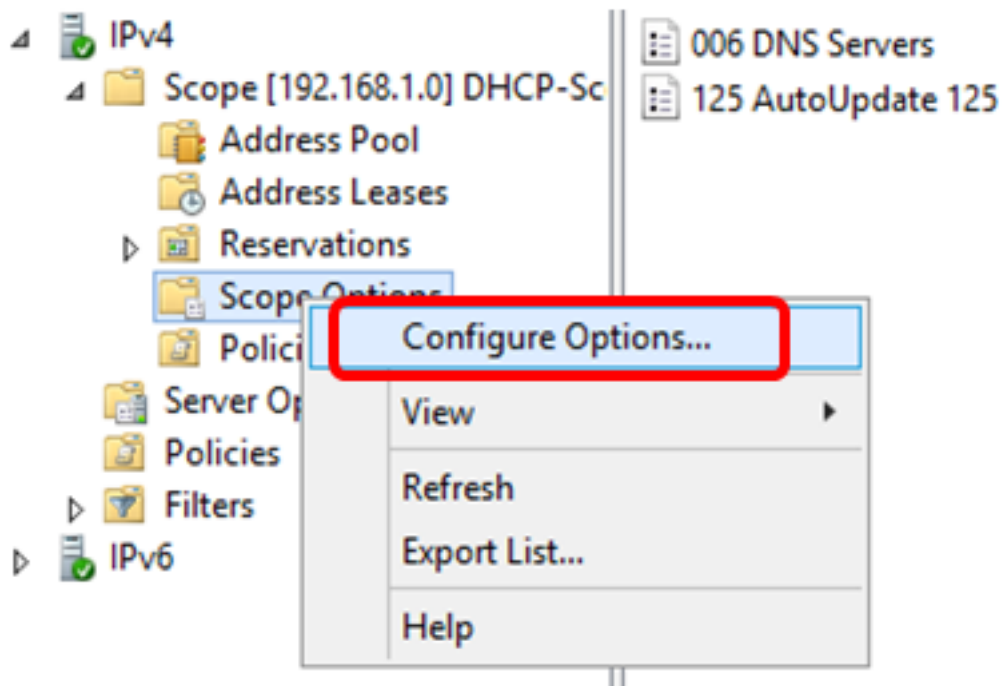 IPv4
Scope [192.168.1.0] DHCP-Sc
Address Pool
Address Leases
Reservations
Scope Options
Polici
Server Op
Policies
Filters
IPv6
006 DNS Servers
125 AutoUpdate 125
Configure Options...
View
Refresh
Export List...
Help